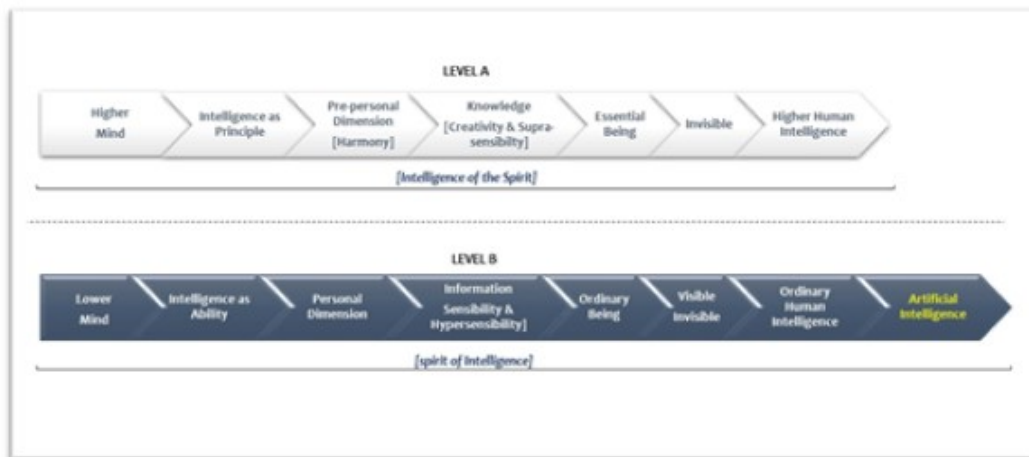 LEVEL A
Higher
Mind
Intelligence as
Principle
Pre-personal
Dimension
[Harmony]
Knowledge
[Creativity & Supra-
sensibilty]
Essential
Being
Invisible
Higher Human
Intelligence
[Intelligence of the Spirit]
LEVEL B
Lower
Mind
Intelligence as
Ability
Personal
Dimension
Information
Sensibility &
Hypersensibility]
Ordinary
Being
Visible
Invisible
Ordinary
Human
Intelligence
Artificial
Intelligence
[spirit of Intelligence]